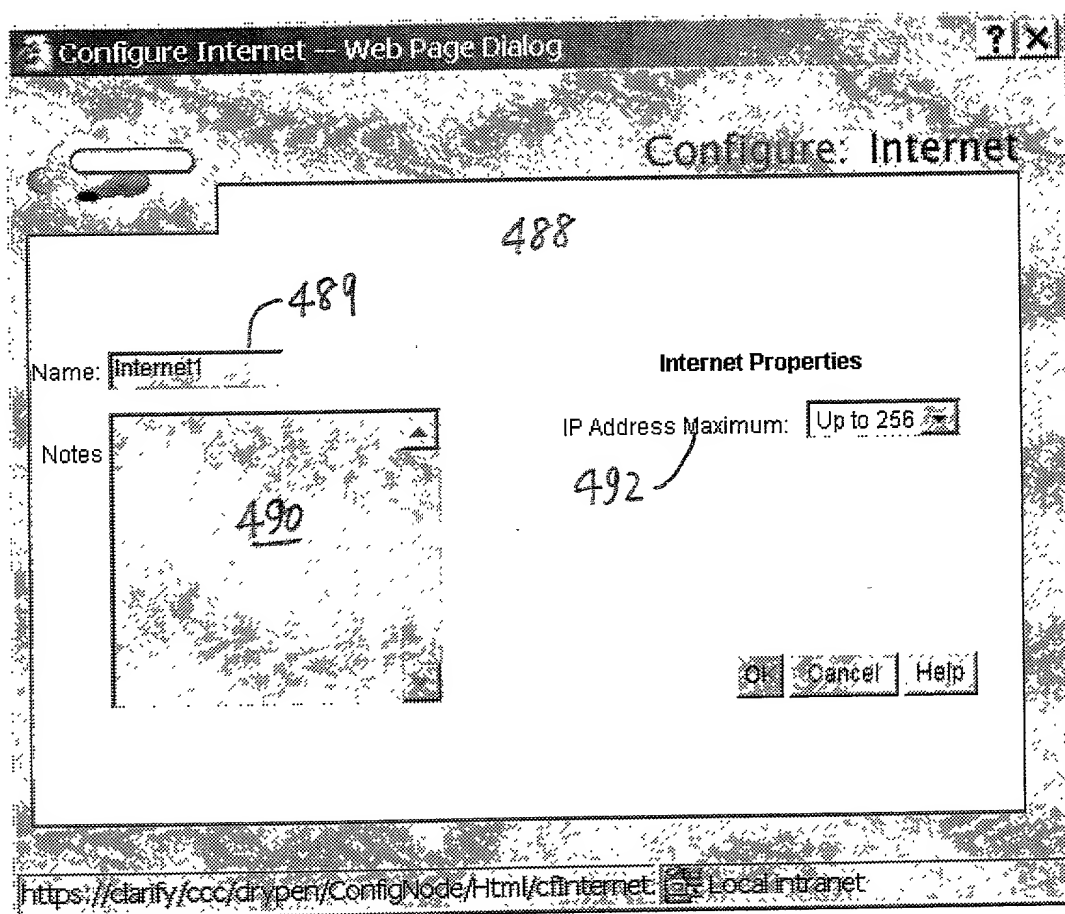 Configure Internet -- Web Page Dialog ? X
Configure: Internet
488
489
Name: Internet1
Internet Properties
IP Address Maximum: Up to 256
Notes
492
490
Ok Cancel Help
https://clarify/ccc/drypen/ConfigNode/Html/cfInternet. Local intranet